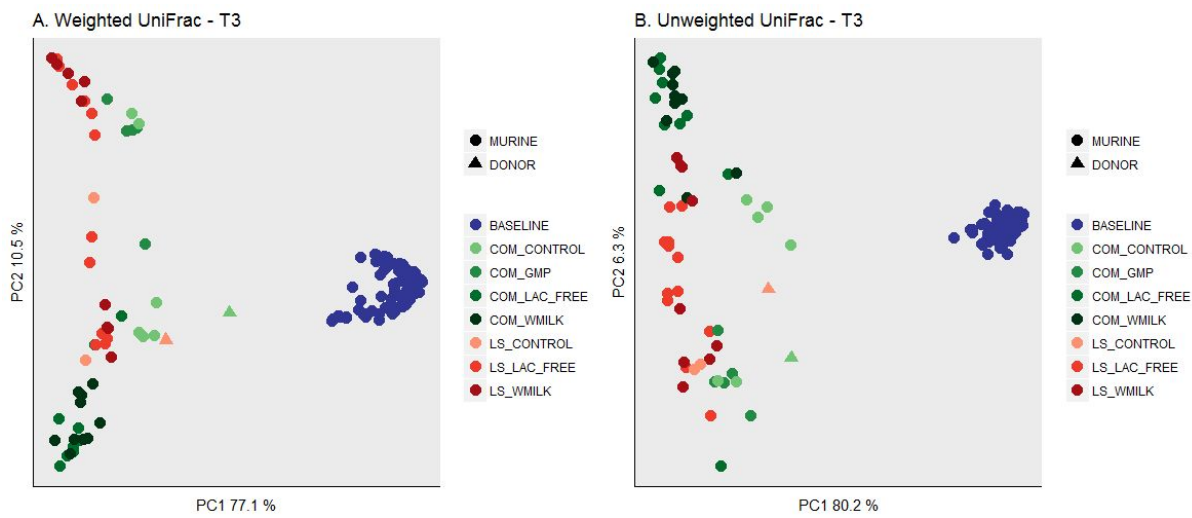 A. Weighted UniFrac - T3
PC2 10.5 %
PC1 77.1 %
MURINE
DONOR
BASELINE
COM_CONTROL
COM_GMP
COM_LAC_FREE
COM_WMILK
LS_CONTROL
LS_LAC_FREE
LS_WMILK
B. Unweighted UniFrac - T3
PC2 6.3 %
PC1 80.2 %
MURINE
DONOR
BASELINE
COM_CONTROL
COM_GMP
COM_LAC_FREE
COM_WMILK
LS_CONTROL
LS_LAC_FREE
LS_WMILK